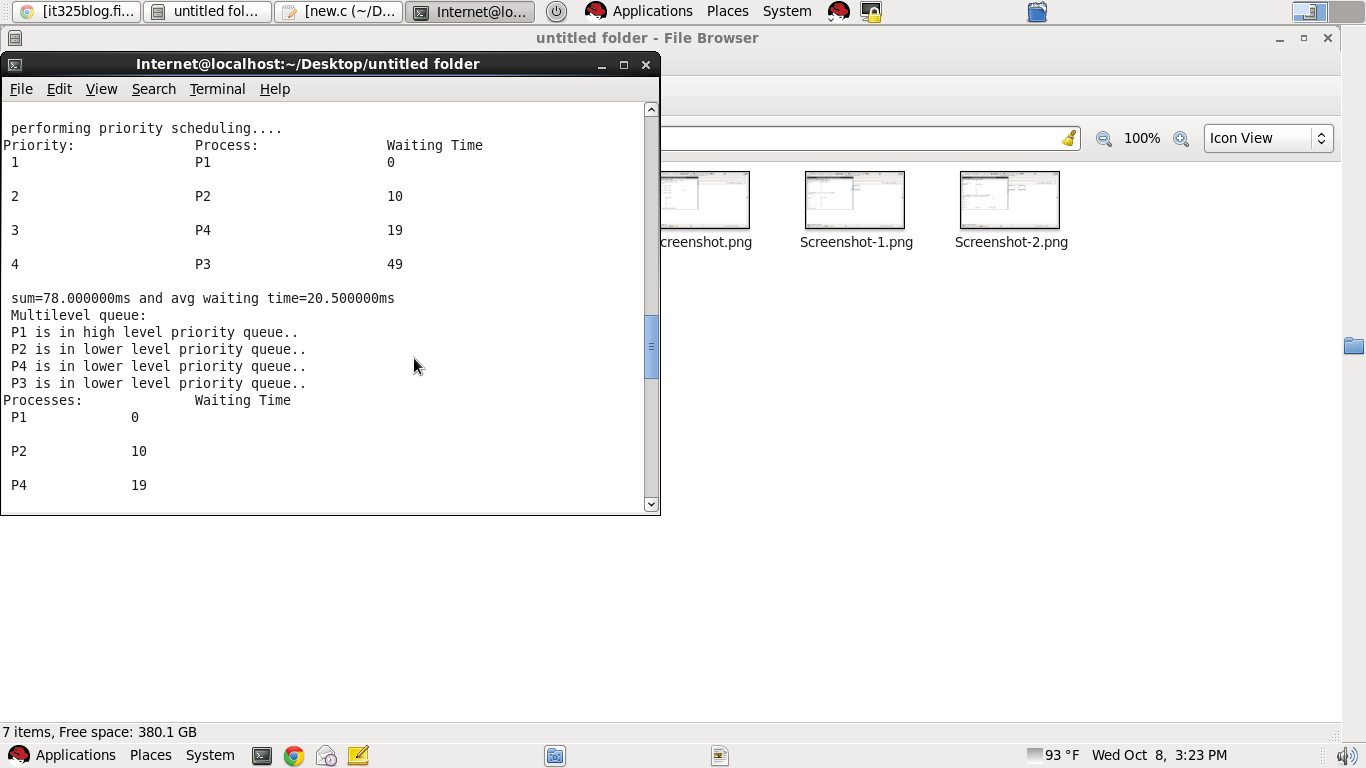 [it325blog.fi...
untitled fol...
[new.c (~/D...
Internet@lo...
Applications Places System
untitled folder - File Browser
Internet@localhost:~/Desktop/untitled folder
File Edit View Search Terminal Help
100%
Icon View
performing priority scheduling....
Priority: Process: Waiting Time
1 P1 0
2 P2 10
3 P4 19
4 P3 49
sum=78.000000ms and avg waiting time=20.500000ms
Multilevel queue:
P1 is in high level priority queue..
P2 is in lower level priority queue..
P4 is in lower level priority queue..
P3 is in lower level priority queue..
Processes: Waiting Time
P1 0
P2 10
P4 19
creenshot.png
Screenshot-1.png
Screenshot-2.png
7 items, Free space: 380.1 GB
Applications Places System
93 °F Wed Oct 8, 3:23 PM